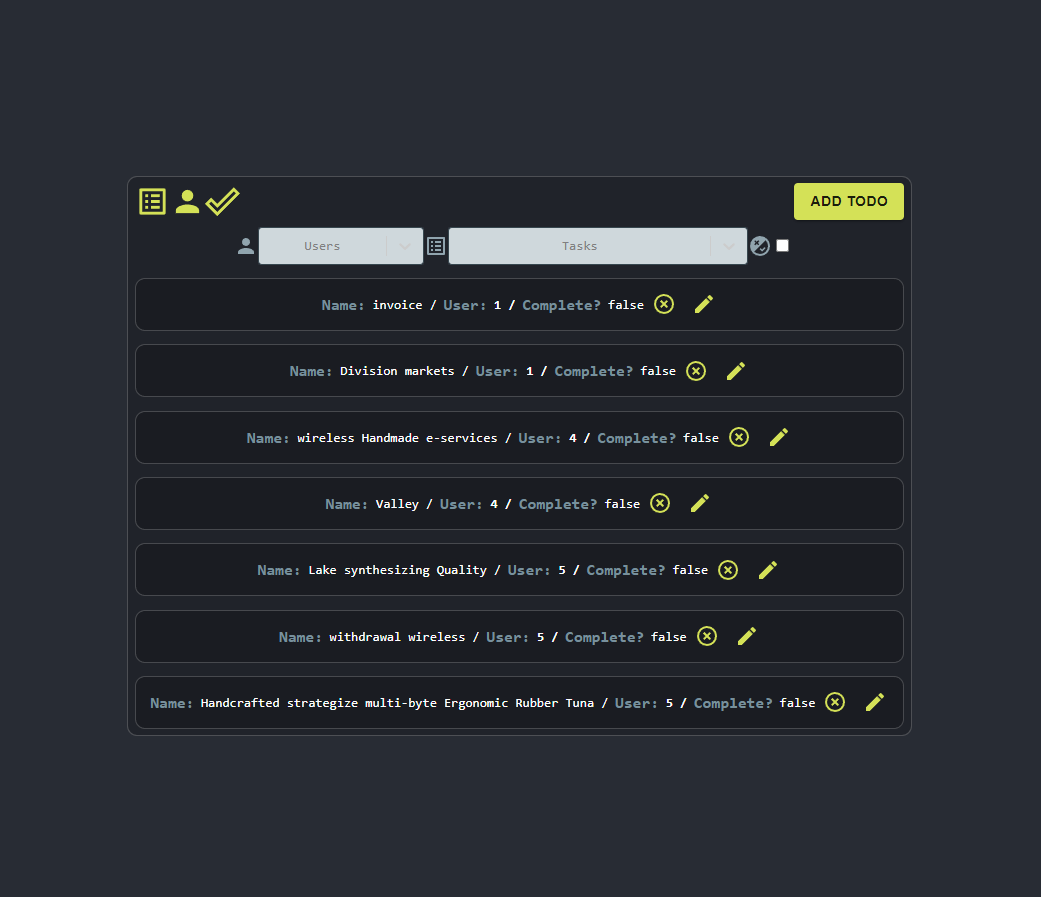 ADD TODO
Users Tasks
Name: invoice / User: 1 / Complete? false
Name: Division markets / User: 1 / Complete? false
Name: wireless Handmade e-services / User: 4 / Complete? false
Name: Valley / User: 4 / Complete? false
Name: Lake synthesizing Quality / User: 5 / Complete? false
Name: withdrawal wireless / User: 5 / Complete? false
Name: Handcrafted strategize multi-byte Ergonomic Rubber Tuna / User: 5 / Complete? false